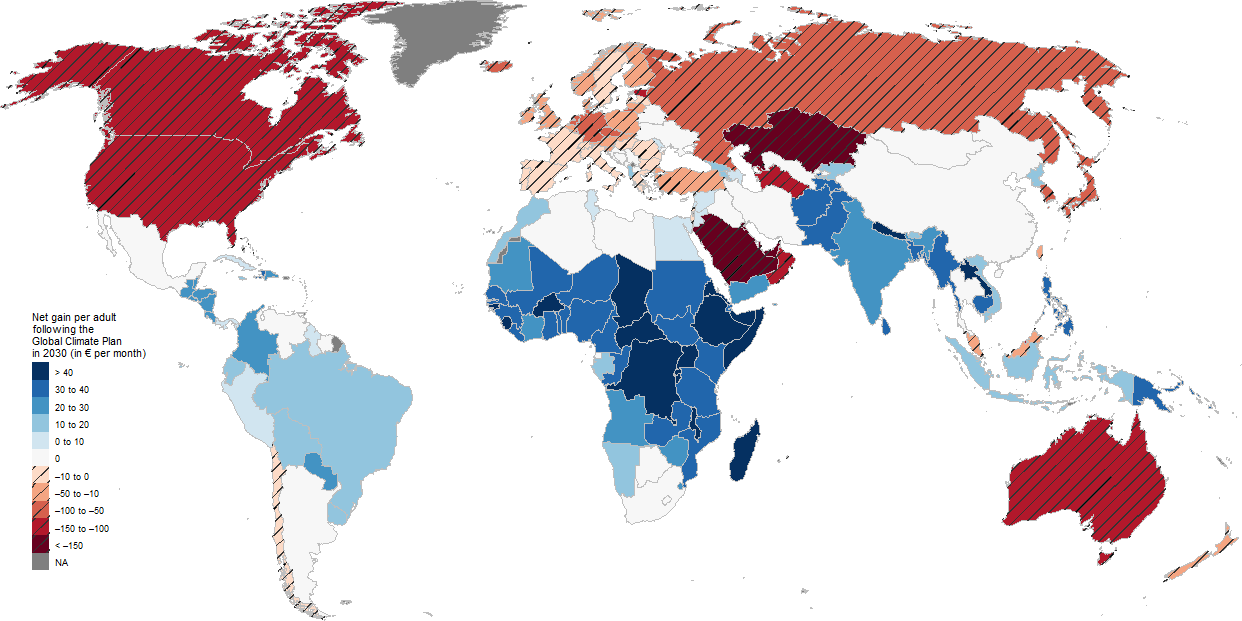 Net gain per adult
following the
Global Climate Plan
in 2030 (in € per month)
> 40
30 to 40
20 to 30
10 to 20
0 to 10
0
–10 to 0
–50 to –10
–100 to –50
–150 to –100
< –150
NA